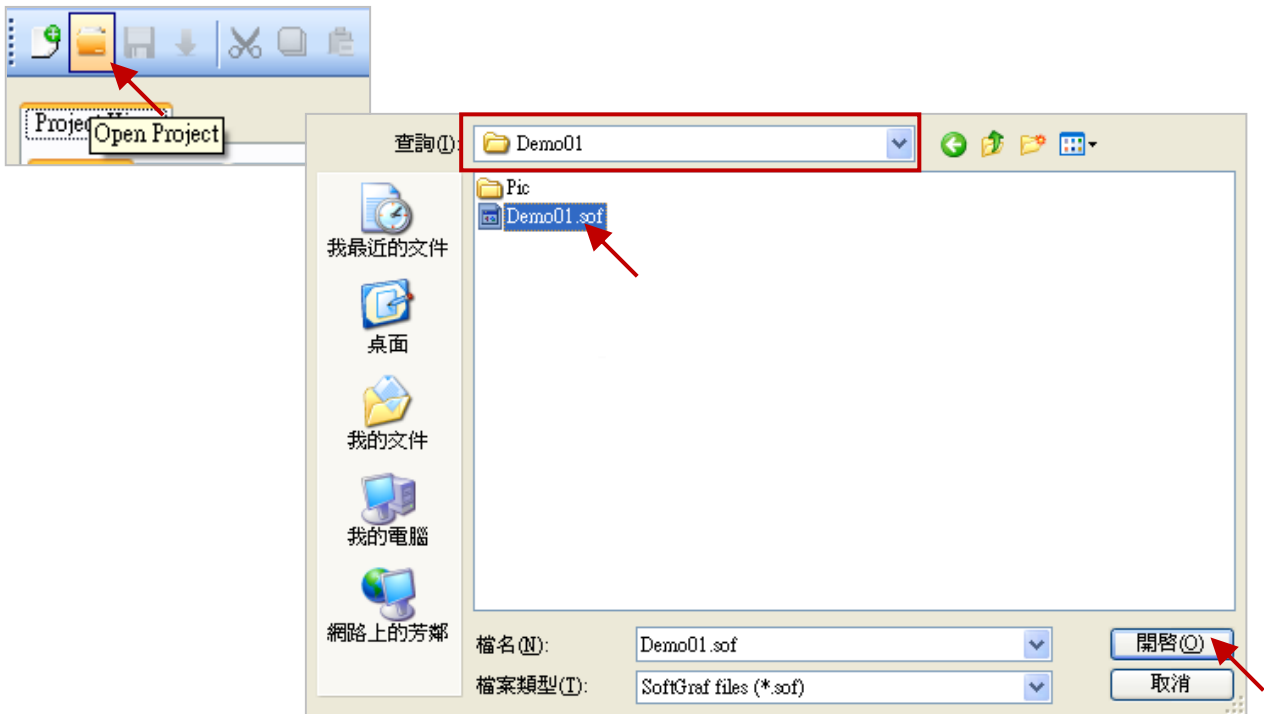 Project
Open Project
查詢(I):
Demo01
Pic
Demo01.sof
我最近的文件
桌面
我的文件
我的電腦
網路上的芳鄰
檔名(N):
Demo01.sof
開啓(O)
檔案類型(T):
SoftGraf files (*.sof)
取消